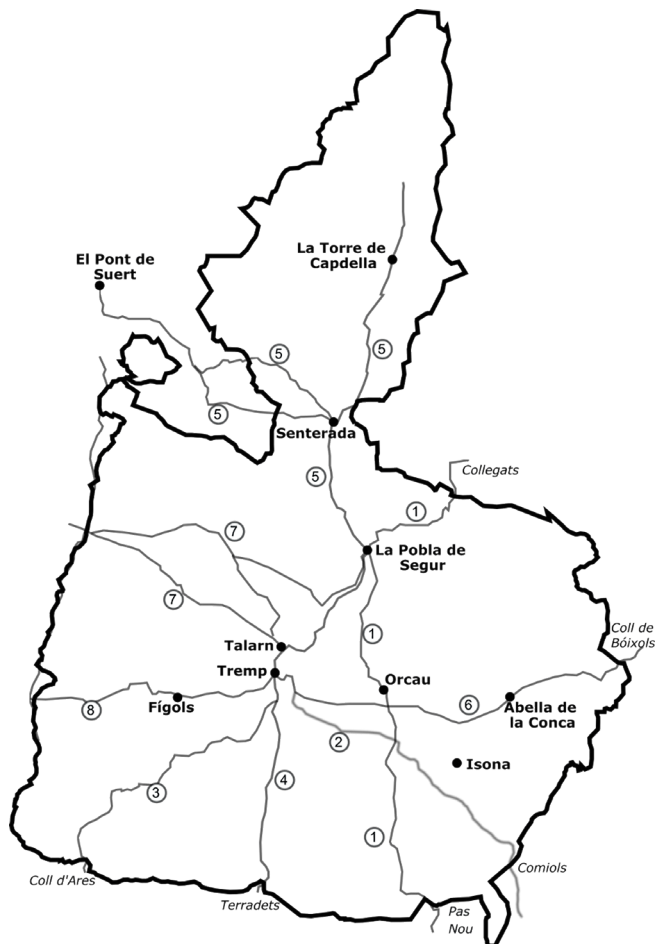 La Torre de
Capdella
El Pont de
Suert
5
5
5
Senterada
Collegats
5
1
7
La Pobla de
Segur
7
1
Coll de
Bóixols
Talarn
Tremp
Orcau
8
Fígols
6
Abella de
la Conca
2
Isona
3
4
1
Comiols
Coll d'Ares
Terradets
Pas
Nou